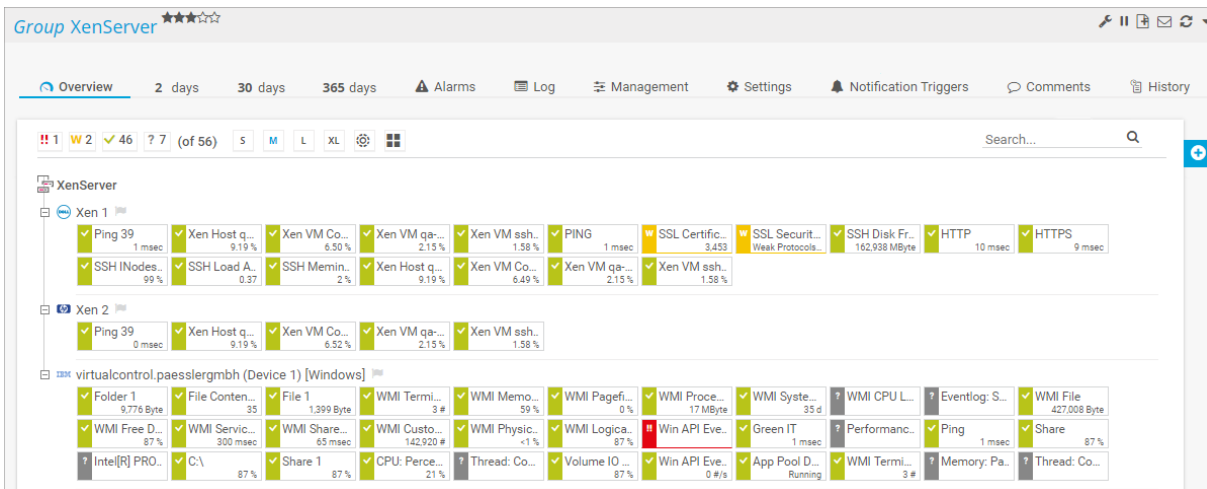 Group XenServer
Overview 2 days 30 days 365 days Alarms Log Management Settings Notification Triggers Comments History
!! 1 W 2 46 ? 7 (of 56) S M L XL Search...
XenServer
DELL Xen 1
Ping 39 Xen Host q... Xen VM Co... Xen VM qa-... Xen VM ssh.. PING W SSL Certific... W SSL Securit... SSH Disk Fr.. HTTP HTTPS
1 msec 9.19 % 6.50 % 2.15 % 1.58 % 1 msec 3,453 Weak Protocols... 162,938 MByte 10 msec 9 msec
SSH INodes.. SSH Load A.. SSH Memin.. Xen Host q... Xen VM Co... Xen VM qa-... Xen VM ssh..
99 % 0.37 2 % 9.19 % 6.49 % 2.15 % 1.58 %
hp Xen 2
Ping 39 Xen Host q... Xen VM Co... Xen VM qa-... Xen VM ssh..
0 msec 9.19 % 6.52 % 2.15 % 1.58 %
IBM virtualcontrol.paesslergmbh (Device 1) [Windows]
Folder 1 File Conten... File 1 WMI Termi... WMI Memo... WMI Pagefi... WMI Proce... WMI Syste... ? WMI CPU L... ? Eventlog: S... WMI File
9,776 Byte 35 1,399 Byte 3 # 59 % 0 % 17 MByte 35 d 427,008 Byte
WMI Free D... WMI Servic... WMI Share... WMI Custo... WMI Physic.. WMI Logica.. !! Win API Eve.. Green IT ? Performanc.. Ping Share
87 % 300 msec 65 msec 142,920 # <1 % 87 % 1 msec 1 msec 87 %
? Intel[R] PRO.. C:\ Share 1 CPU: Perce... ? Thread: Co... Volume IO ... Win API Eve.. App Pool D... WMI Termi... ? Memory: Pa.. ? Thread: Co...
87 % 87 % 21 % 87 % 0 #/s Running 3 #